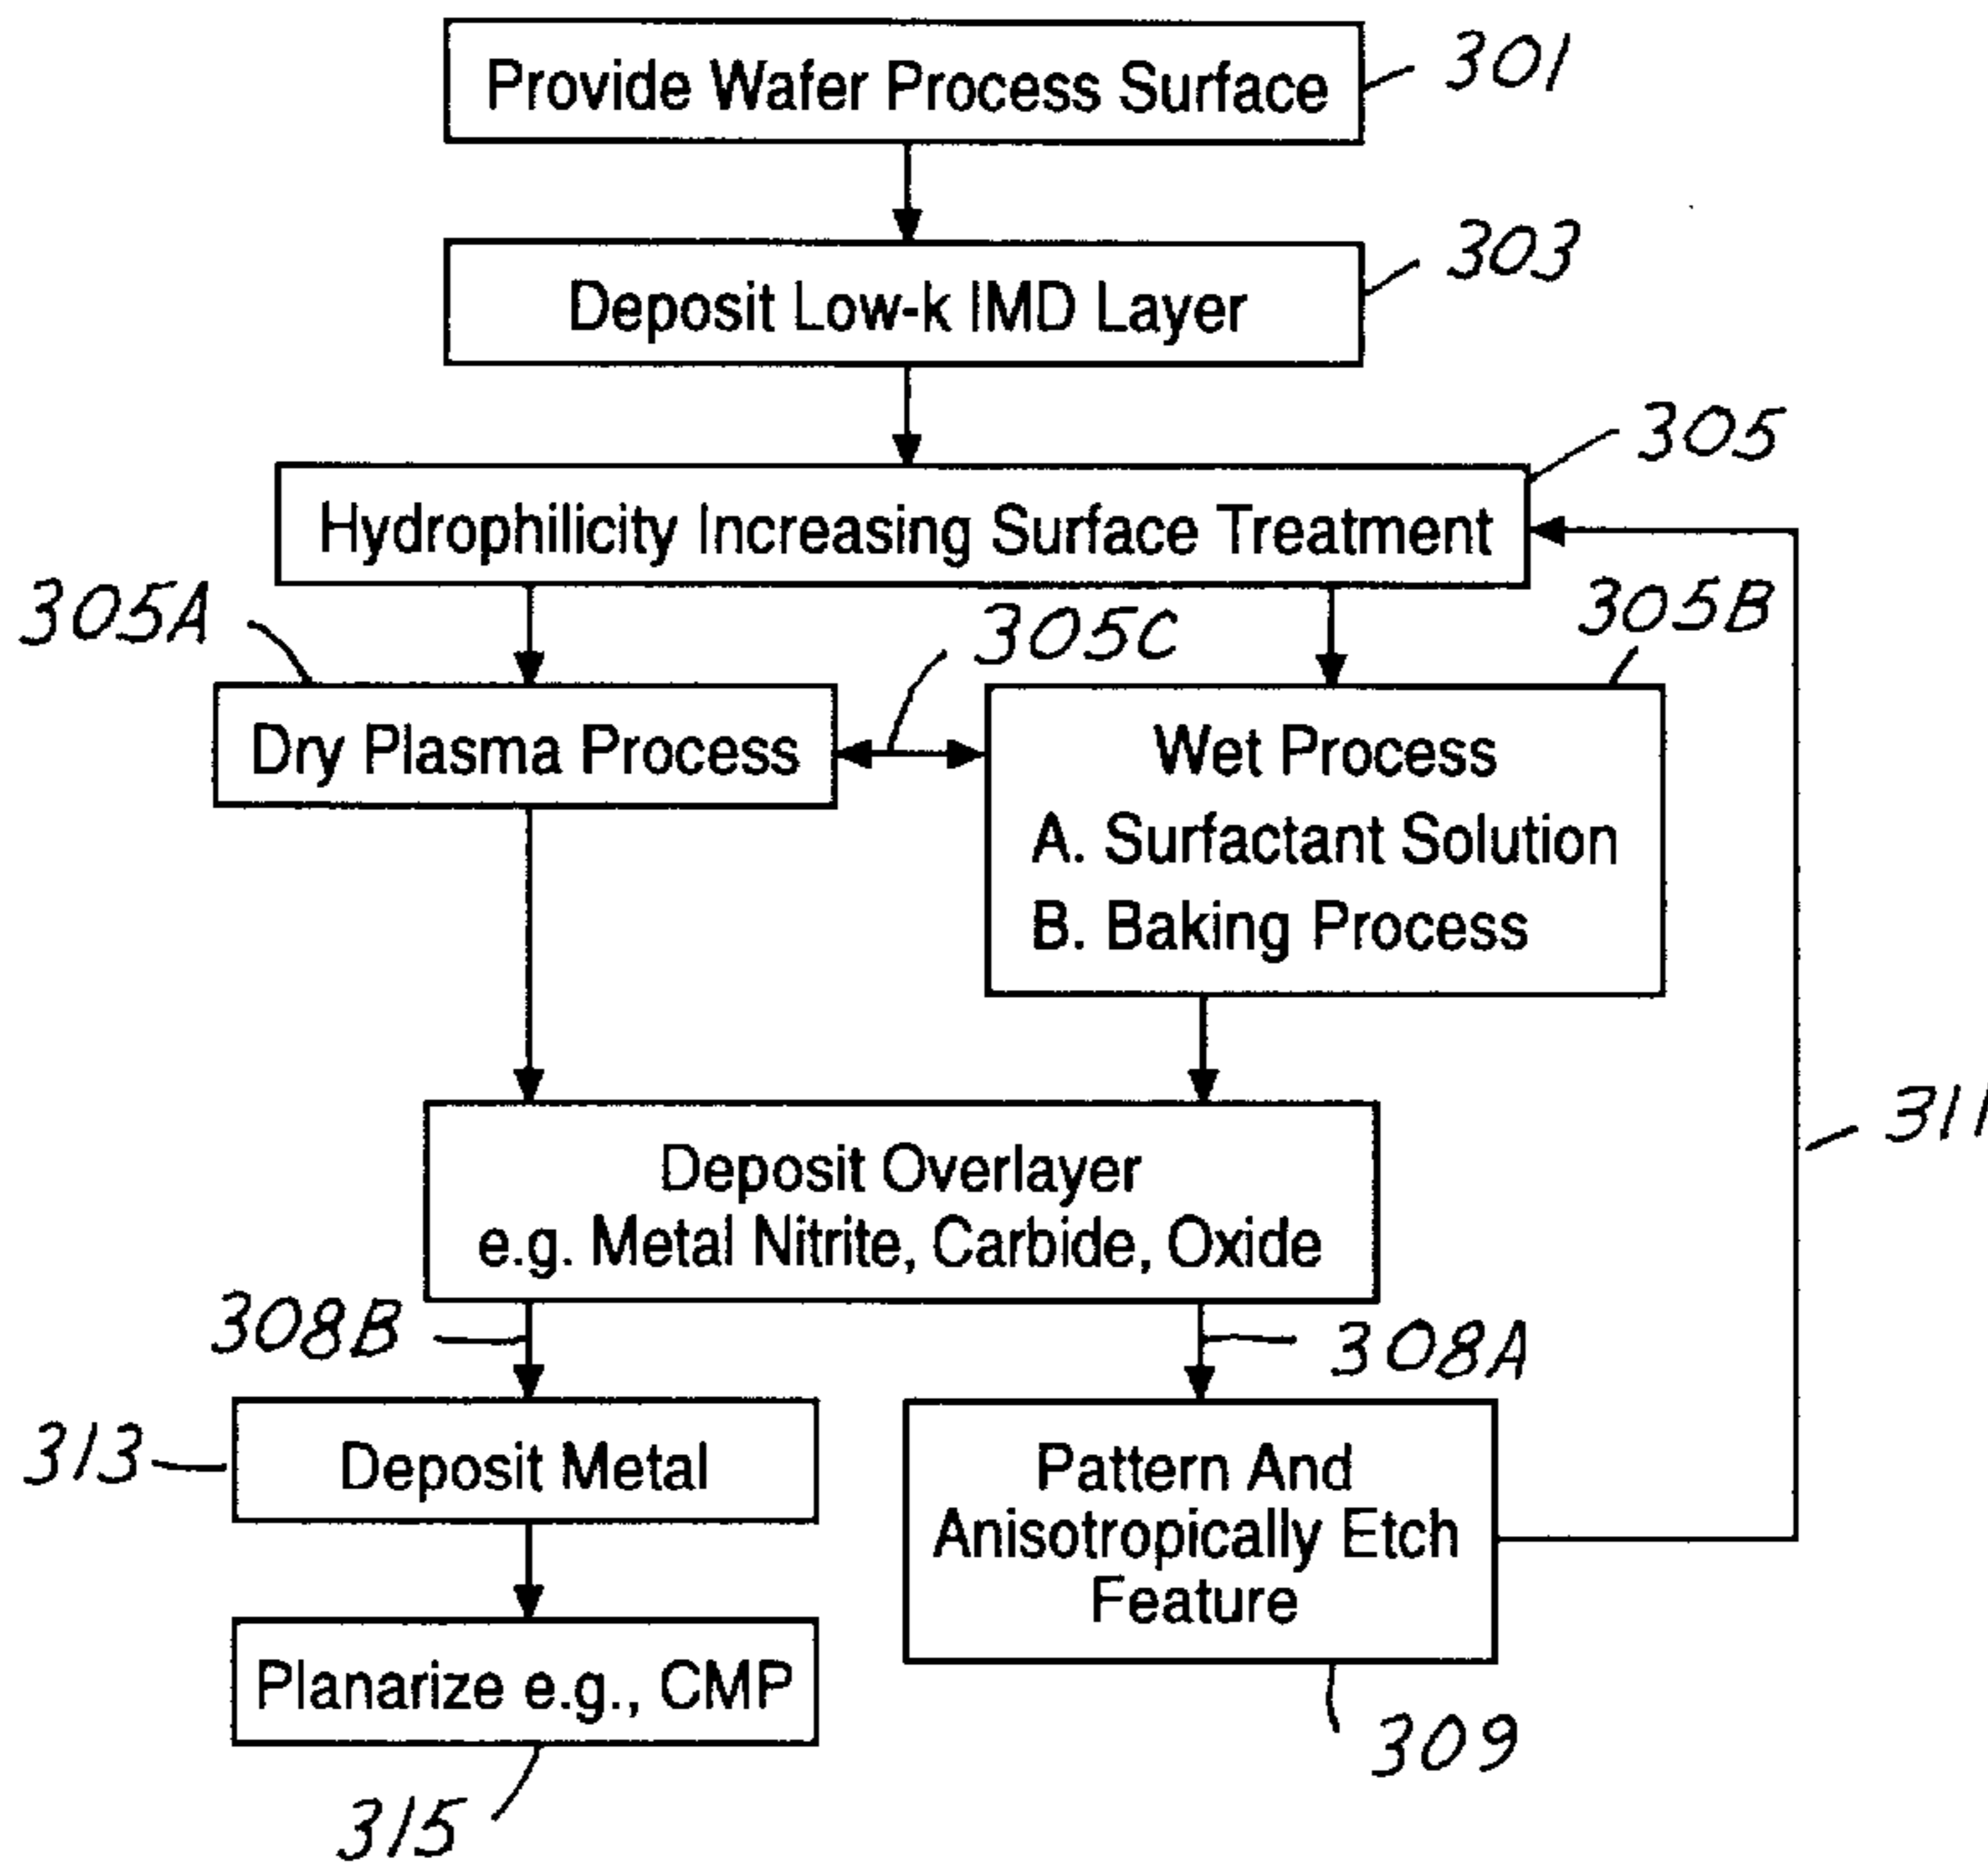 Provide Wafer Process Surface
301
Deposit Low-k IMD Layer
303
305
Hydrophilicity Increasing Surface Treatment
305A
305C
305B
Dry Plasma Process
Wet Process
A. Surfactant Solution
B. Baking Process
311
Deposit Overlayer
e.g. Metal Nitrite, Carbide, Oxide
308B
308A
313
Deposit Metal
Pattern And
Anisotropically Etch
Feature
Planarize e.g., CMP
309
315